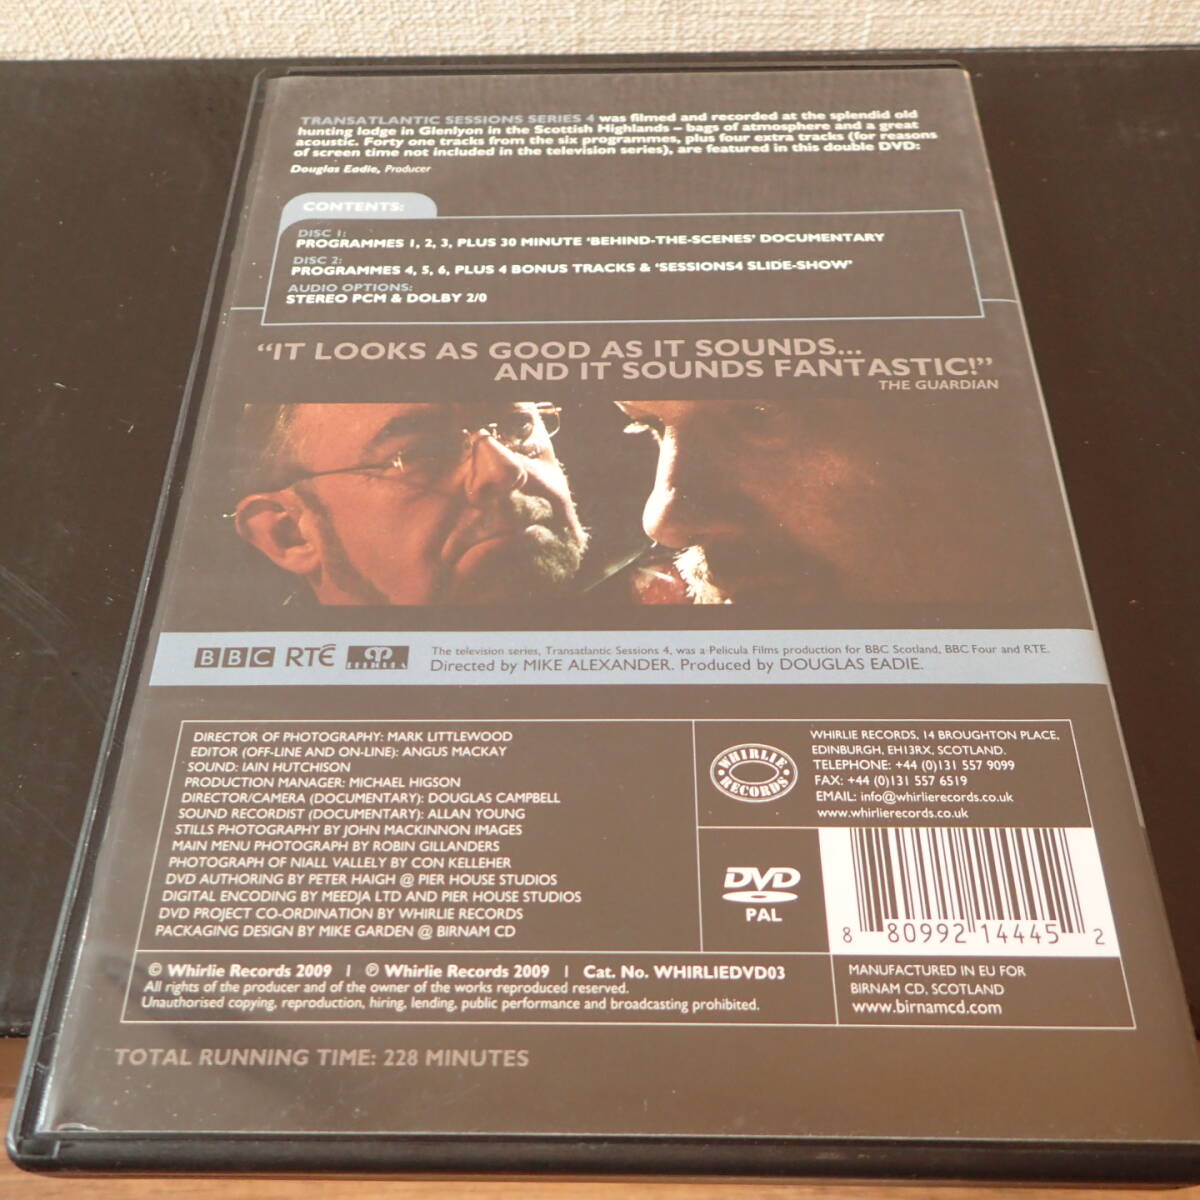 TRANSATLANTIC SESSIONS SERIES 4 was filmed and recorded at the splendid old
hunting lodge in Glenlyon in the Scottish Highlands – bags of atmosphere and a great
acoustic. Forty one tracks from the six programmes, plus four extra tracks (for reasons
of screen time not included in the television series), are featured in this double DVD:
Douglas Eadie, Producer
CONTENTS:
DISC 1:
PROGRAMMES 1, 2, 3, PLUS 30 MINUTE ‘BEHIND-THE-SCENES’ DOCUMENTARY
DISC 2:
PROGRAMMES 4, 5, 6, PLUS 4 BONUS TRACKS & ‘SESSIONS4 SLIDE-SHOW’
AUDIO OPTIONS:
STEREO PCM & DOLBY 2/0
“IT LOOKS AS GOOD AS IT SOUNDS...
AND IT SOUNDS FANTASTIC!”
THE GUARDIAN
BBC RTÉ PELICULA
The television series, Transatlantic Sessions 4, was a Pelicula Films production for BBC Scotland, BBC Four and RTE.
Directed by MIKE ALEXANDER. Produced by DOUGLAS EADIE.
DIRECTOR OF PHOTOGRAPHY: MARK LITTLEWOOD
EDITOR (OFF-LINE AND ON-LINE): ANGUS MACKAY
SOUND: IAIN HUTCHISON
PRODUCTION MANAGER: MICHAEL HIGSON
DIRECTOR/CAMERA (DOCUMENTARY): DOUGLAS CAMPBELL
SOUND RECORDIST (DOCUMENTARY): ALLAN YOUNG
STILLS PHOTOGRAPHY BY JOHN MACKINNON IMAGES
MAIN MENU PHOTOGRAPH BY ROBIN GILLANDERS
PHOTOGRAPH OF NIALL VALLELY BY CON KELLEHER
DVD AUTHORING BY PETER HAIGH @ PIER HOUSE STUDIOS
DIGITAL ENCODING BY MEEDJA LTD AND PIER HOUSE STUDIOS
DVD PROJECT CO-ORDINATION BY WHIRLIE RECORDS
PACKAGING DESIGN BY MIKE GARDEN @ BIRNAM CD
WHIRLIE RECORDS
WHIRLIE RECORDS, 14 BROUGHTON PLACE,
EDINBURGH, EH13RX, SCOTLAND.
TELEPHONE: +44 (0)131 557 9099
FAX: +44 (0)131 557 6519
EMAIL: info@whirlierecords.co.uk
www.whirlierecords.co.uk
DVD
PAL
8 80992 14445 2
© Whirlie Records 2009 | ℗ Whirlie Records 2009 | Cat. No. WHIRLIEDVD03
All rights of the producer and of the owner of the works reproduced reserved.
Unauthorised copying, reproduction, hiring, lending, public performance and broadcasting prohibited.
MANUFACTURED IN EU FOR
BIRNAM CD, SCOTLAND
www.birnamcd.com
TOTAL RUNNING TIME: 228 MINUTES